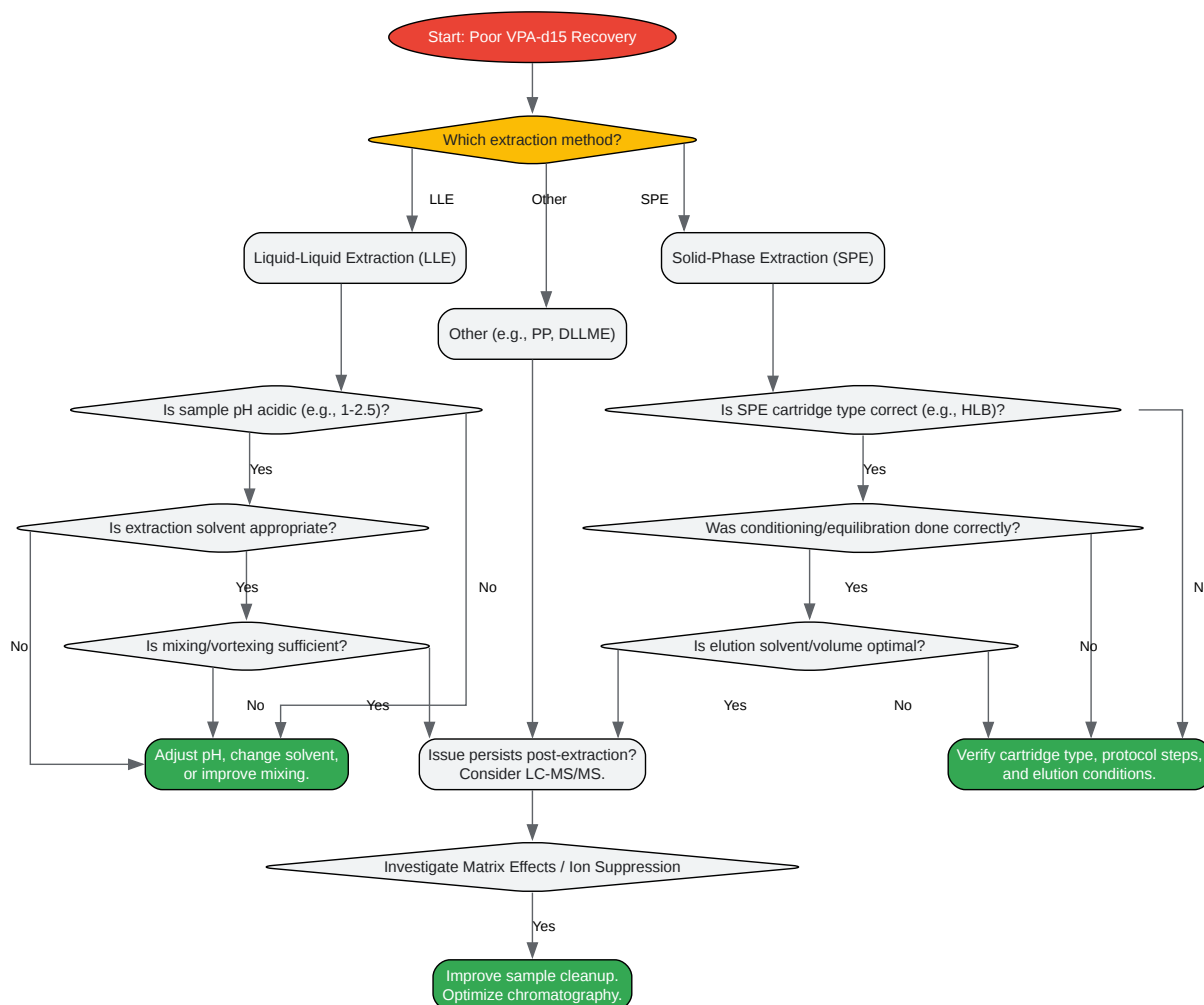 Start: Poor VPA-d15 Recovery
Which extraction method?
LLE
Other
SPE
Liquid-Liquid Extraction (LLE)
Solid-Phase Extraction (SPE)
Other (e.g., PP, DLLME)
Is sample pH acidic (e.g., 1-2.5)?
Is SPE cartridge type correct (e.g., HLB)?
Yes
Yes
Is extraction solvent appropriate?
Was conditioning/equilibration done correctly?
Yes
No
Yes
N
No
Is mixing/vortexing sufficient?
Is elution solvent/volume optimal?
No
No
Yes
Yes
No
Adjust pH, change solvent,
or improve mixing.
Issue persists post-extraction?
Consider LC-MS/MS.
Verify cartridge type, protocol steps,
and elution conditions.
Investigate Matrix Effects / Ion Suppression
Yes
Improve sample cleanup.
Optimize chromatography.